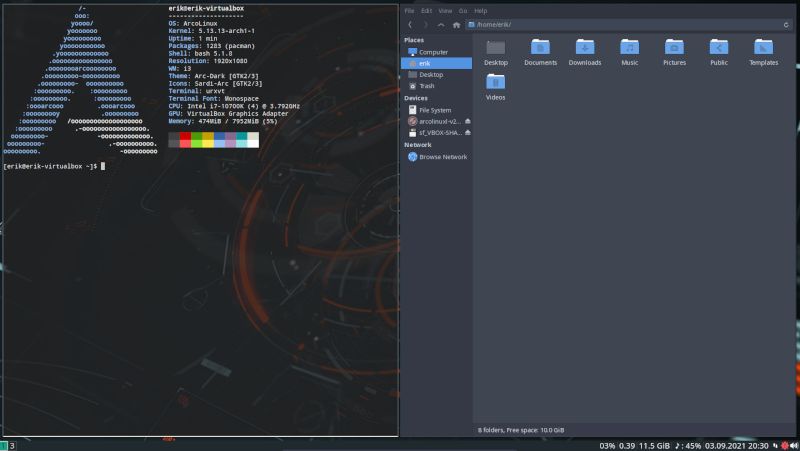 erik@erik-virtualbox
--------------------
OS: ArcoLinux
Kernel: 5.13.13-arch1-1
Uptime: 1 min
Packages: 1283 (pacman)
Shell: bash 5.1.8
Resolution: 1920x1080
WM: i3
Theme: Arc-Dark [GTK2/3]
Icons: Sardi-Arc [GTK2/3]
Terminal: urxvt
Terminal Font: Monospace
CPU: Intel i7-10700K (4) @ 3.792GHz
GPU: VirtualBox Graphics Adapter
Memory: 474MiB / 7952MiB (5%)
[erik@erik-virtualbox ~]$
File Edit View Go Help
/home/erik/
Places
Computer
erik
Desktop
Trash
Devices
File System
arcolinuxl-v2...
sf_VBOX-SHA...
Network
Browse Network
Desktop Documents Downloads Music Pictures Public Templates
Videos
8 folders, Free space: 10.0 GiB
3
03% 0.39 11.5 GiB ♪: 45% 03.09.2021 20:30